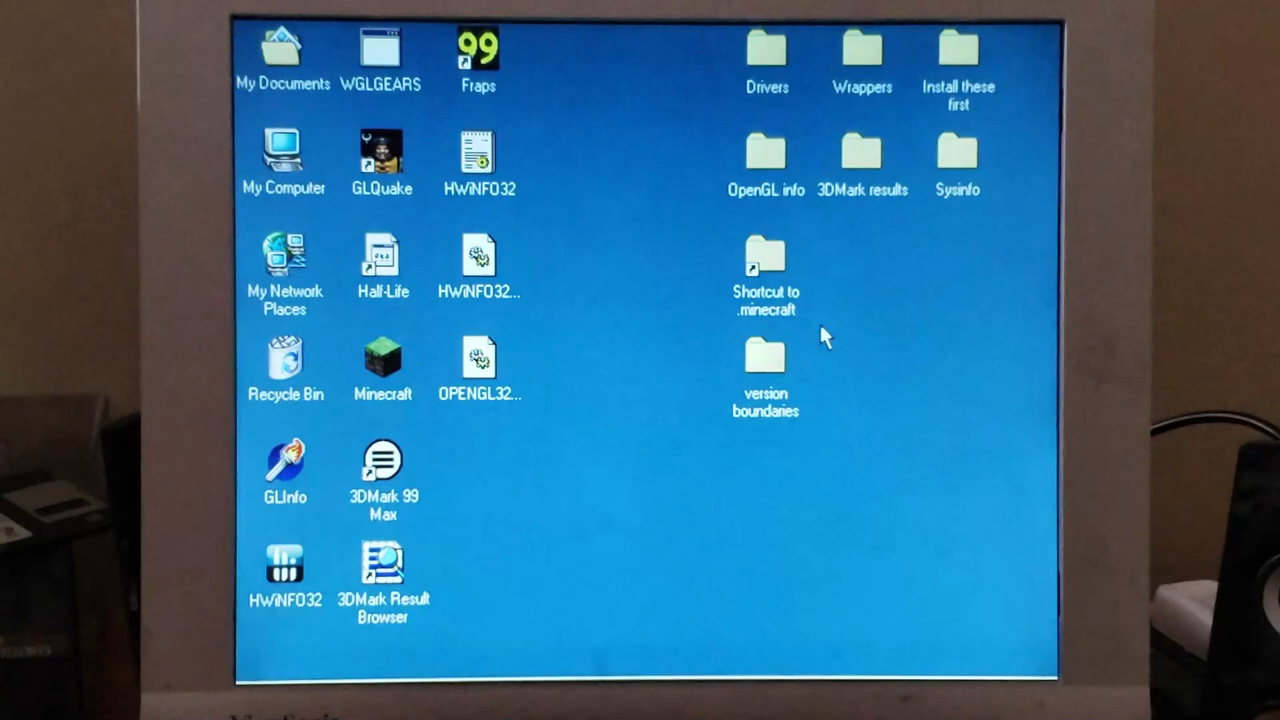 My Documents
WGLGEARS
99
Fraps
Drivers
Wrappers
Install these
first
My Computer
GLQuake
HWiNFO32
OpenGL info
3DMark results
Sysinfo
My Network
Places
Half-Life
HWiNFO32...
Shortcut to
.minecraft
Recycle Bin
Minecraft
OPENGL32...
version
boundaries
GLInfo
3DMark 99
Max
HWiNFO32
3DMark Result
Browser